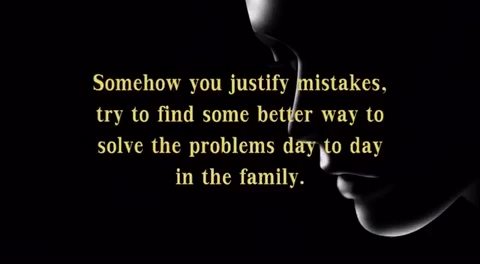 Somehow you justify mistakes,
try to find some better way to
solve the problems day to day
in the family.